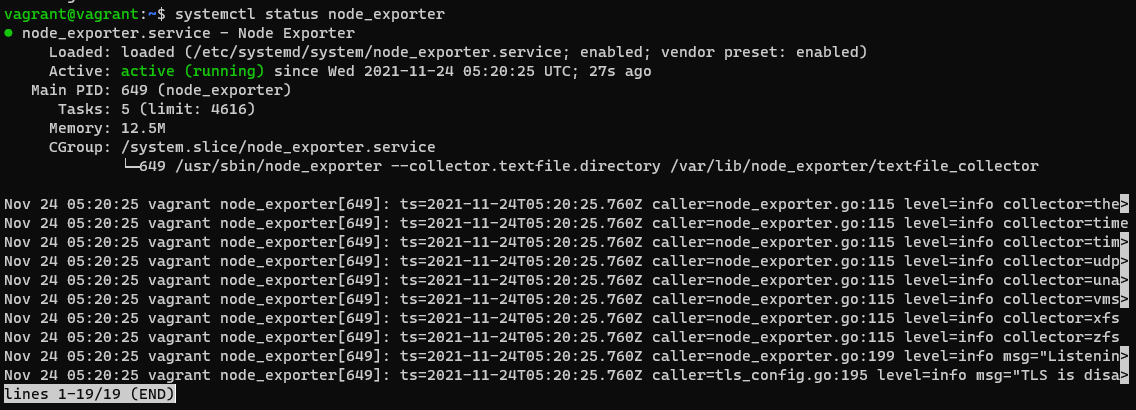 vagrant@vagrant:~$ systemctl status node_exporter
● node_exporter.service - Node Exporter
     Loaded: loaded (/etc/systemd/system/node_exporter.service; enabled; vendor preset: enabled)
     Active: active (running) since Wed 2021-11-24 05:20:25 UTC; 27s ago
   Main PID: 649 (node_exporter)
      Tasks: 5 (limit: 4616)
     Memory: 12.5M
     CGroup: /system.slice/node_exporter.service
             └─649 /usr/sbin/node_exporter --collector.textfile.directory /var/lib/node_exporter/textfile_collector

Nov 24 05:20:25 vagrant node_exporter[649]: ts=2021-11-24T05:20:25.760Z caller=node_exporter.go:115 level=info collector=the>
Nov 24 05:20:25 vagrant node_exporter[649]: ts=2021-11-24T05:20:25.760Z caller=node_exporter.go:115 level=info collector=time
Nov 24 05:20:25 vagrant node_exporter[649]: ts=2021-11-24T05:20:25.760Z caller=node_exporter.go:115 level=info collector=tim>
Nov 24 05:20:25 vagrant node_exporter[649]: ts=2021-11-24T05:20:25.760Z caller=node_exporter.go:115 level=info collector=udp>
Nov 24 05:20:25 vagrant node_exporter[649]: ts=2021-11-24T05:20:25.760Z caller=node_exporter.go:115 level=info collector=una>
Nov 24 05:20:25 vagrant node_exporter[649]: ts=2021-11-24T05:20:25.760Z caller=node_exporter.go:115 level=info collector=vms>
Nov 24 05:20:25 vagrant node_exporter[649]: ts=2021-11-24T05:20:25.760Z caller=node_exporter.go:115 level=info collector=xfs
Nov 24 05:20:25 vagrant node_exporter[649]: ts=2021-11-24T05:20:25.760Z caller=node_exporter.go:115 level=info collector=zfs
Nov 24 05:20:25 vagrant node_exporter[649]: ts=2021-11-24T05:20:25.760Z caller=node_exporter.go:199 level=info msg="Listenin>
Nov 24 05:20:25 vagrant node_exporter[649]: ts=2021-11-24T05:20:25.760Z caller=tls_config.go:195 level=info msg="TLS is disa>
lines 1-19/19 (END)